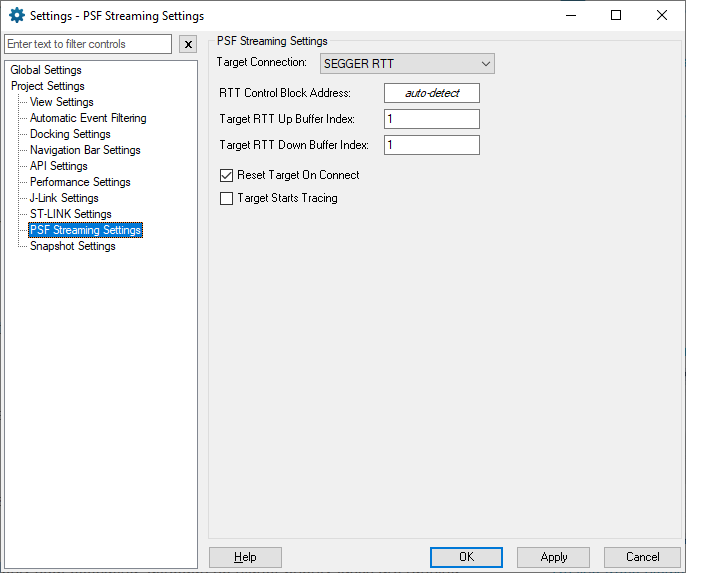 Settings - PSF Streaming Settings
Enter text to filter controls
x
Global Settings
Project Settings
View Settings
Automatic Event Filtering
Docking Settings
Navigation Bar Settings
API Settings
Performance Settings
J-Link Settings
ST-LINK Settings
PSF Streaming Settings
Snapshot Settings
PSF Streaming Settings
Target Connection: SEGGER RTT
RTT Control Block Address: auto-detect
Target RTT Up Buffer Index: 1
Target RTT Down Buffer Index: 1
Reset Target On Connect
Target Starts Tracing
Help OK Apply Cancel